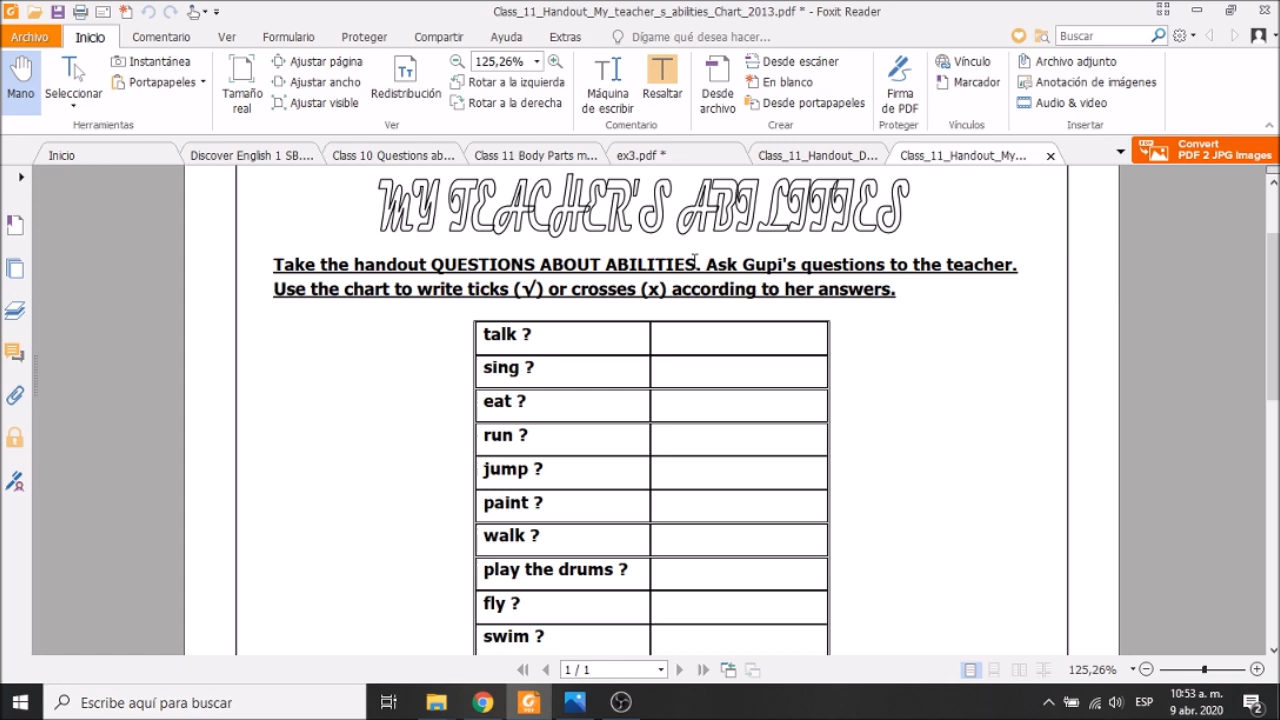 Class_11_Handout_My_teacher_s_abilities_Chart_2013.pdf * - Foxit Reader
Archivo Inicio Comentario Ver Formulario Proteger Compartir Ayuda Extras Dígame qué desea hacer... Buscar
Mano
Seleccionar
Instantánea
Portapapeles
Herramientas
Tamaño real
Ajustar página
Ajustar ancho
Ajustar visible
Redistribución
125,26%
Rotar a la izquierda
Rotar a la derecha
Ver
Máquina de escribir
Resaltar
Comentario
Desde archivo
Desde escáner
En blanco
Desde portapapeles
Crear
Firma de PDF
Proteger
Vínculo
Marcador
Vínculos
Archivo adjunto
Anotación de imágenes
Audio & video
Insertar
Inicio Discover English 1 SB.... Class 10 Questions ab... Class 11 Body Parts m... ex3.pdf * Class_11_Handout_D... Class_11_Handout_My...
Convert
PDF 2 JPG Images
MY TEACHER'S ABILITIES
Take the handout QUESTIONS ABOUT ABILITIES. Ask Gupi's questions to the teacher.
Use the chart to write ticks (√) or crosses (x) according to her answers.
talk ?
sing ?
eat ?
run ?
jump ?
paint ?
walk ?
play the drums ?
fly ?
swim ?
1 / 1
125,26%
Escribe aquí para buscar
ESP
10:53 a. m.
9 abr. 2020
2